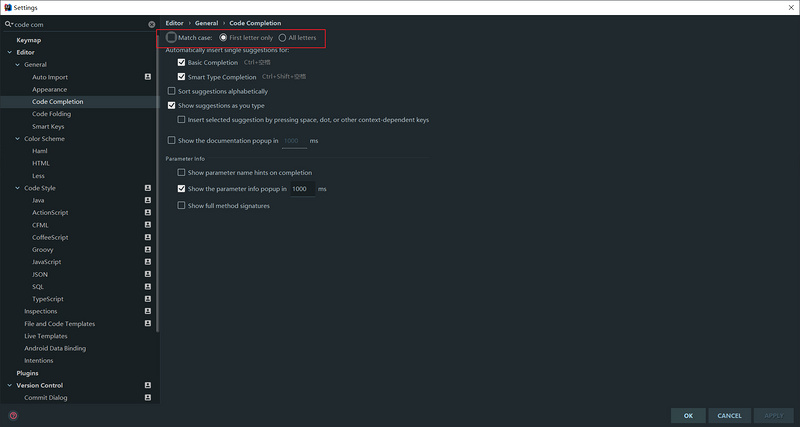 Settings
code com
Keymap
Editor
General
Auto Import
Appearance
Code Completion
Code Folding
Smart Keys
Color Scheme
Haml
HTML
Less
Code Style
Java
ActionScript
CFML
CoffeeScript
Groovy
JavaScript
JSON
SQL
TypeScript
Inspections
File and Code Templates
Live Templates
Android Data Binding
Intentions
Plugins
Version Control
Commit Dialog
Editor › General › Code Completion
Match case: First letter only All letters
Automatically insert single suggestions for:
Basic Completion Ctrl+空格
Smart Type Completion Ctrl+Shift+空格
Sort suggestions alphabetically
Show suggestions as you type
Insert selected suggestion by pressing space, dot, or other context-dependent keys
Show the documentation popup in 1000 ms
Parameter Info
Show parameter name hints on completion
Show the parameter info popup in 1000 ms
Show full method signatures
OK CANCEL APPLY